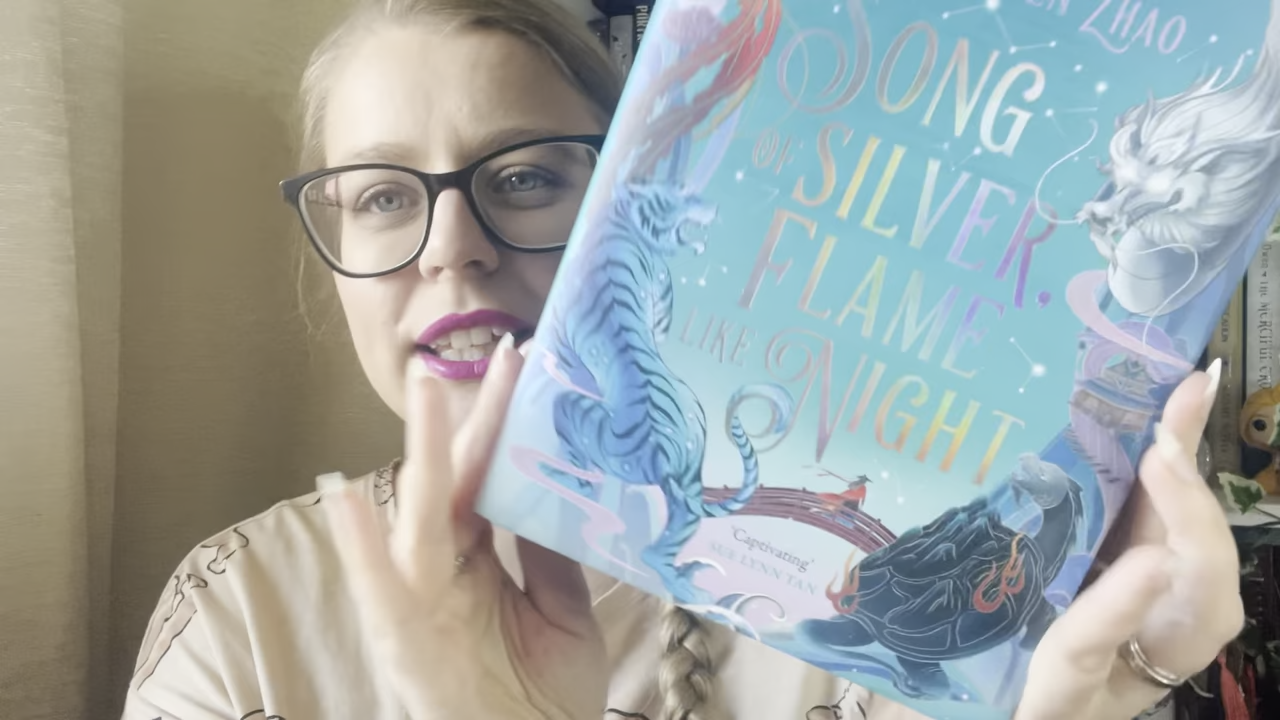 ZHAO
SONG
OF SILVER,
FLAME
LIKE NIGHT
'Captivating'
SUE LYNN TAN